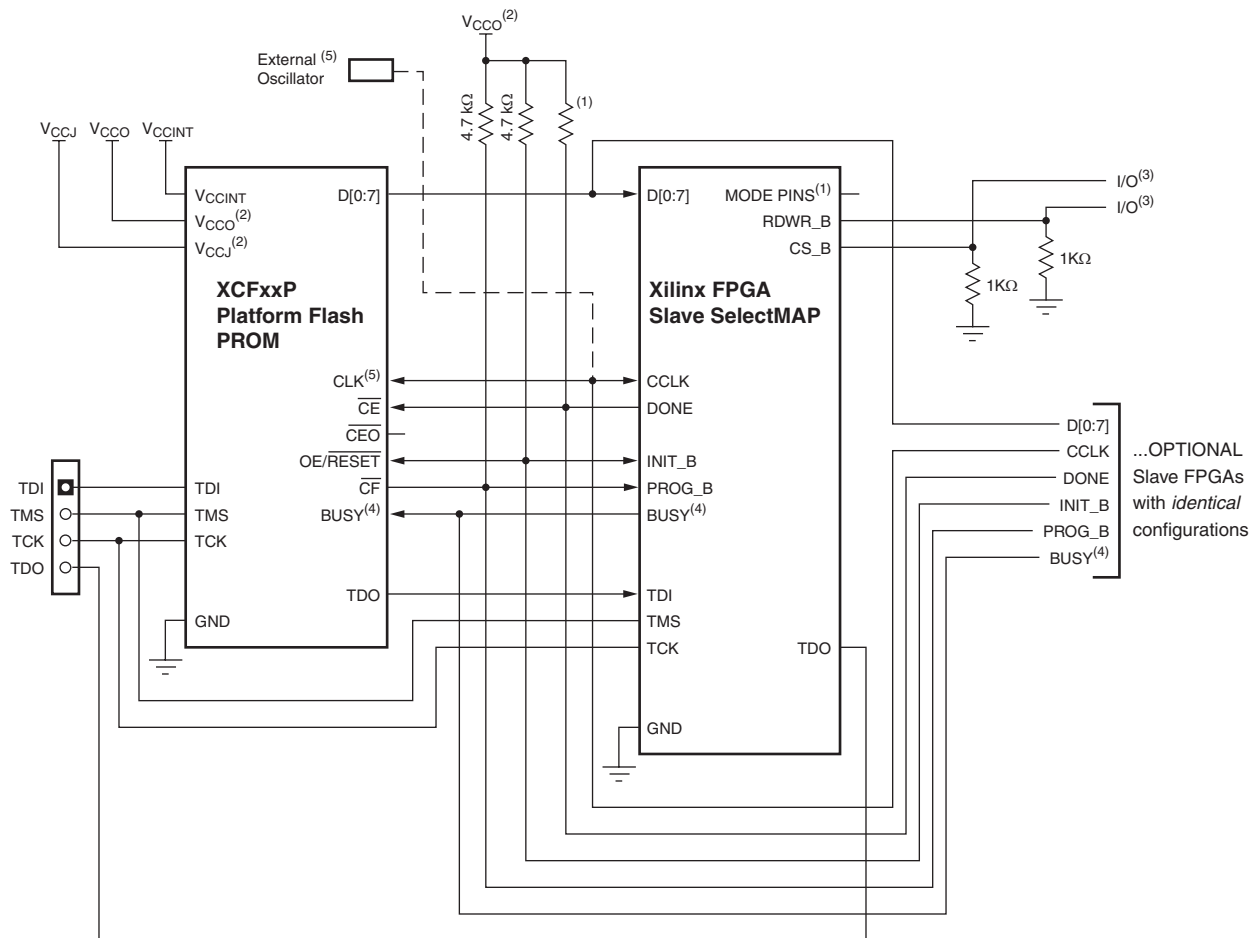 V_CCO (2)
External (5)
Oscillator
4.7 kΩ
4.7 kΩ
(1)
V_CCJ V_CCO V_CCINT
V_CCINT
V_CCO (2)
V_CCJ (2)
D[0:7]
XCFxxP
Platform Flash
PROM
CLK(5)
CE
CEO
OE/RESET
CF
BUSY(4)
TDI
TMS
TCK
TDO
GND
TDI
TMS
TCK
TDO
D[0:7]
MODE PINS(1)
RDWR_B
CS_B
Xilinx FPGA
Slave SelectMAP
CCLK
DONE
INIT_B
PROG_B
BUSY(4)
TDI
TMS
TCK
TDO
GND
I/O(3)
I/O(3)
1KΩ
1KΩ
D[0:7]
CCLK
DONE
INIT_B
PROG_B
BUSY(4)
...OPTIONAL
Slave FPGAs
with identical
configurations